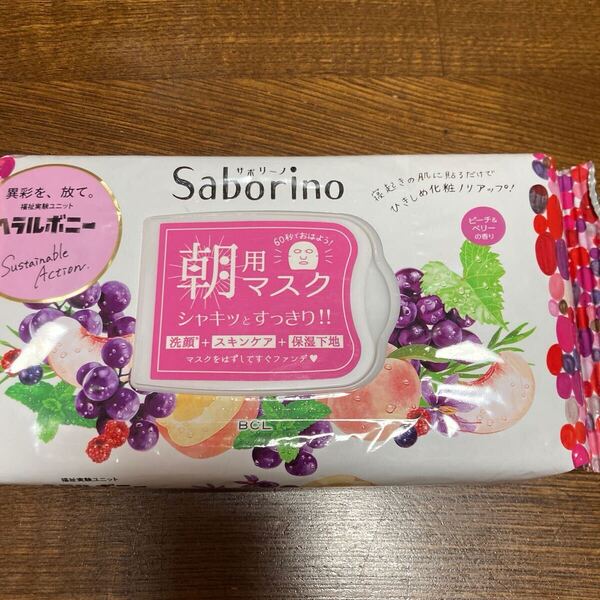 異彩を、放て。
福祉実験ユニット
ヘラルボニー
Sustainable
Action.
サボリーノ
Saborino
寝起きの肌に貼るだけで
ひきしめ化粧ノリアップ!
ピーチ&
ベリー
の香り
60秒でおはよう!
朝用マスク
シャキッとすっきり!!
洗顔*+スキンケア+保湿下地
マスクをはずしてすぐファンデ♥
BCL
福祉実験ユニット